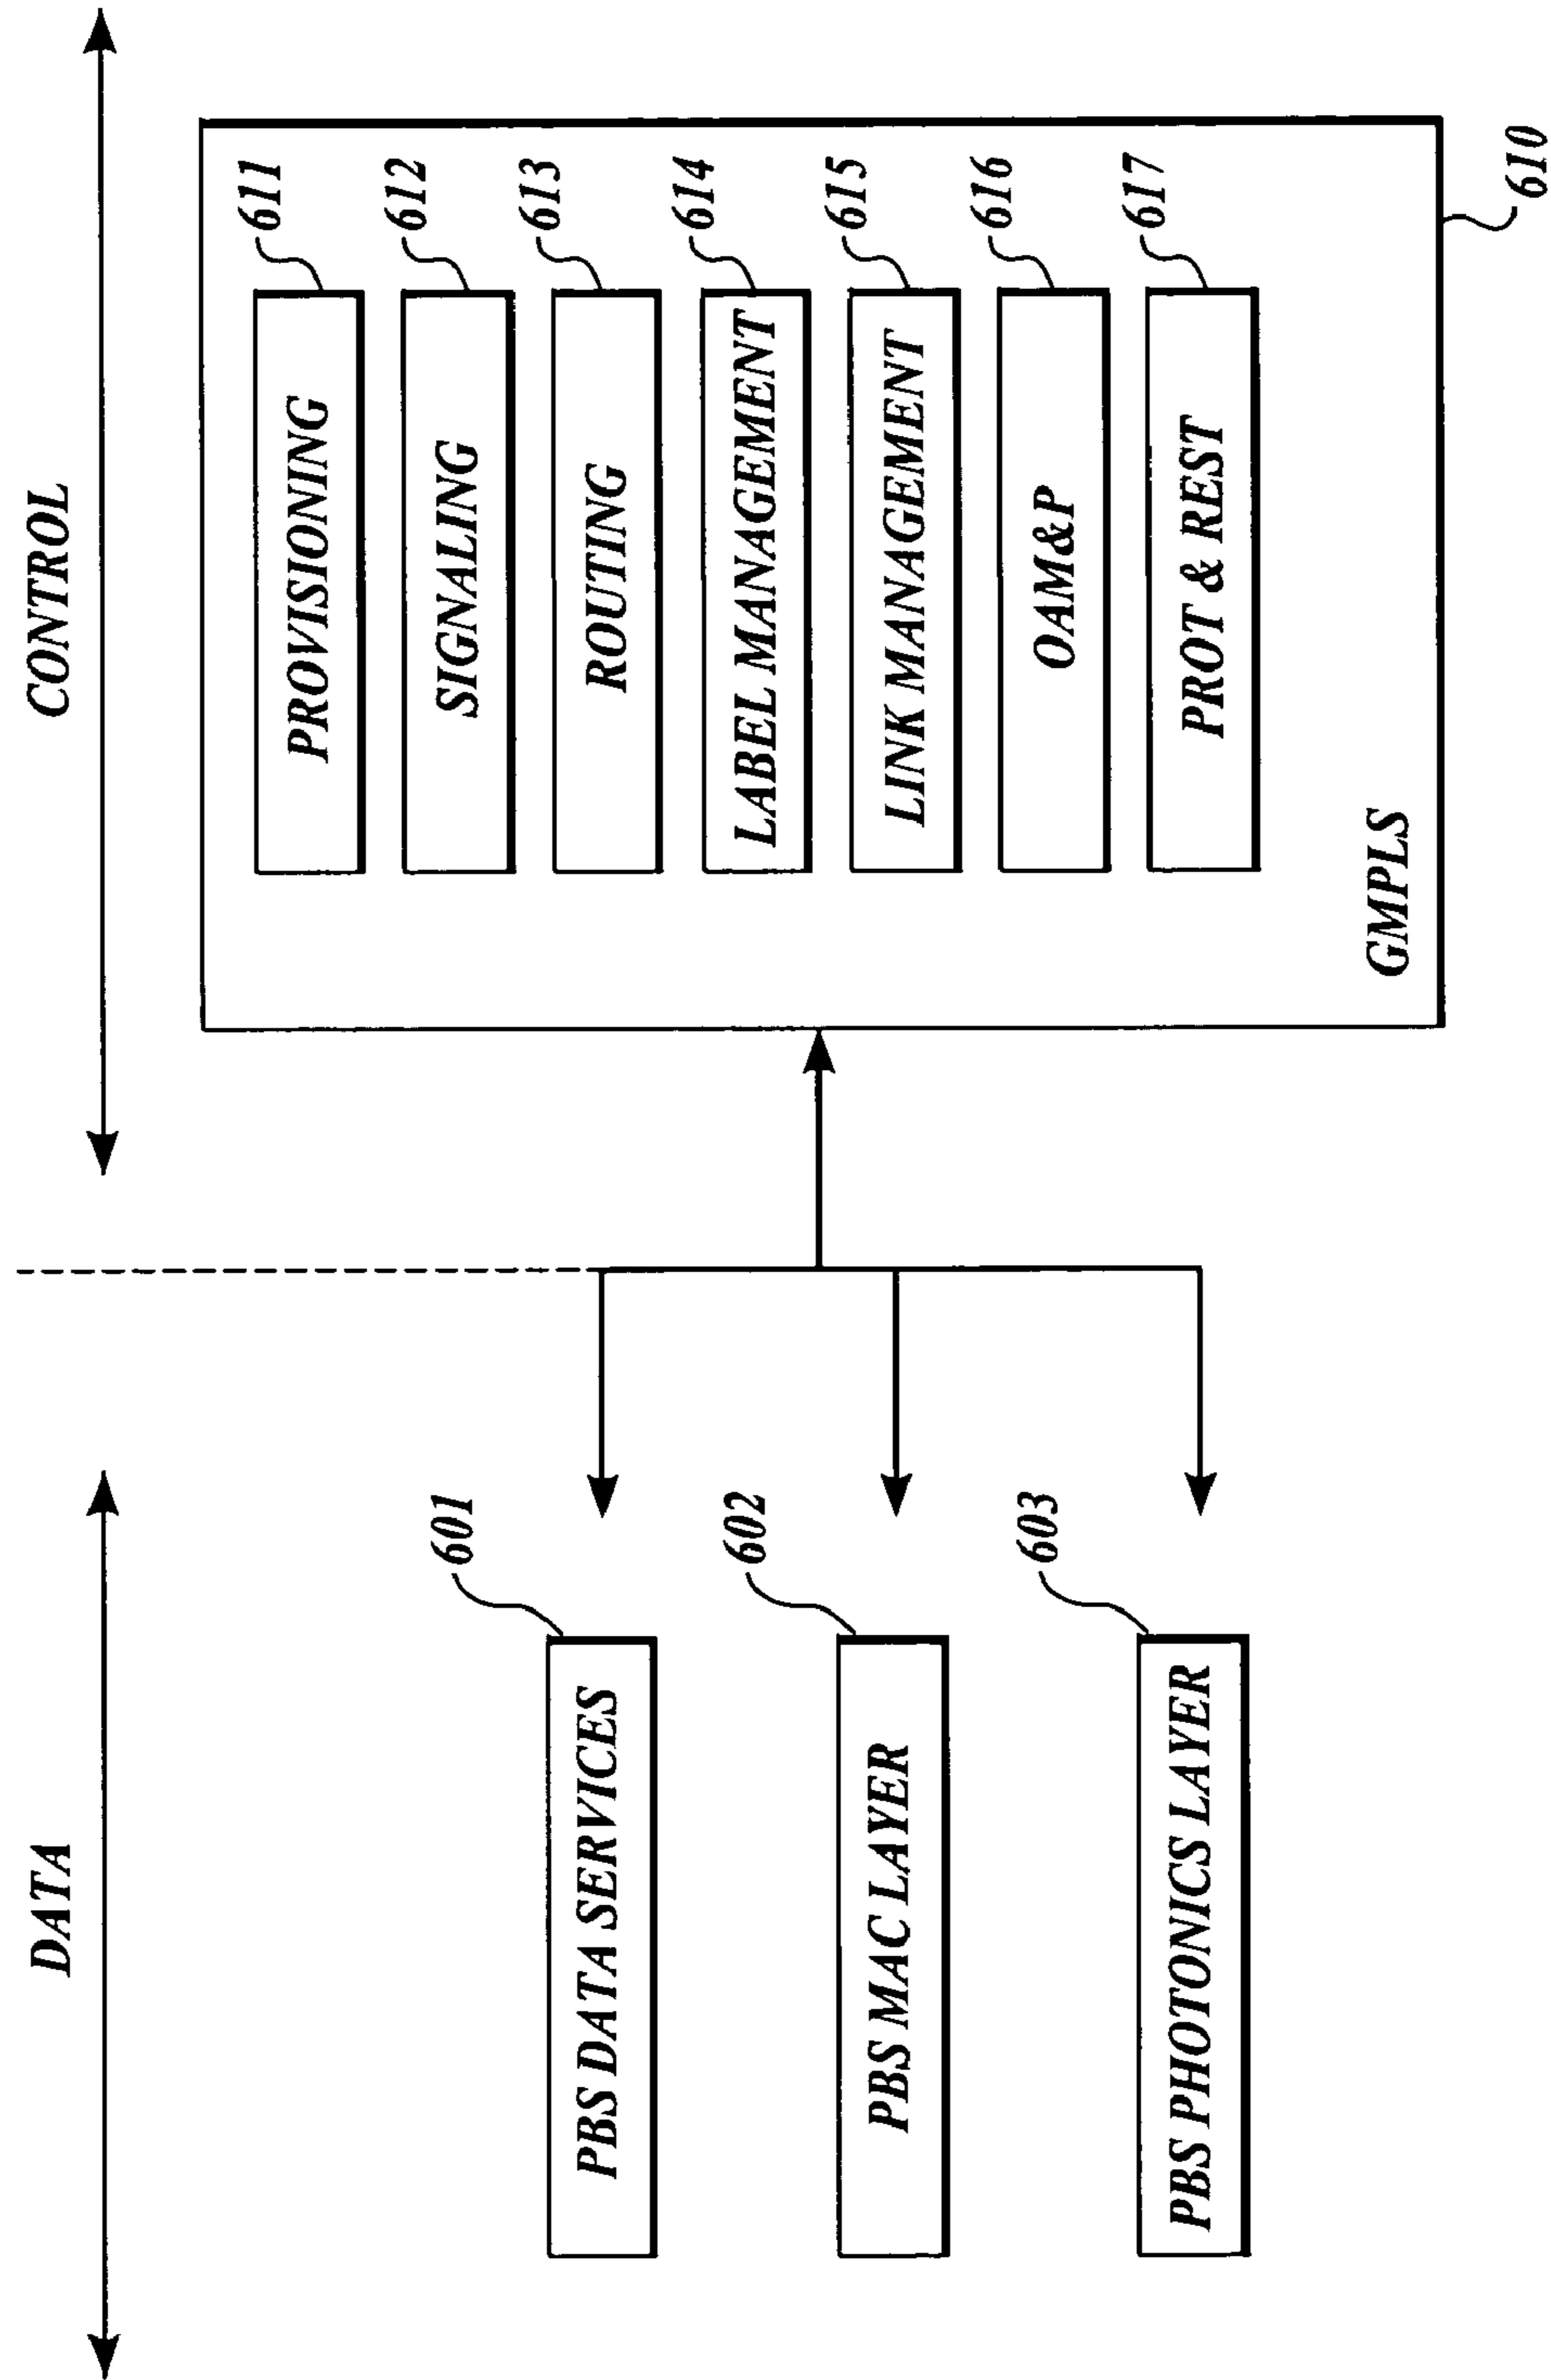 DATA
CONTROL
601
PBS DATA SERVICES
602
PBS MAC LAYER
603
PBS PHOTONICS LAYER
611
PROVISIONING
612
SIGNALING
613
ROUTING
614
LABEL MANAGEMENT
615
LINK MANAGEMENT
616
OAM&P
617
PROT & REST
GMPLS
610